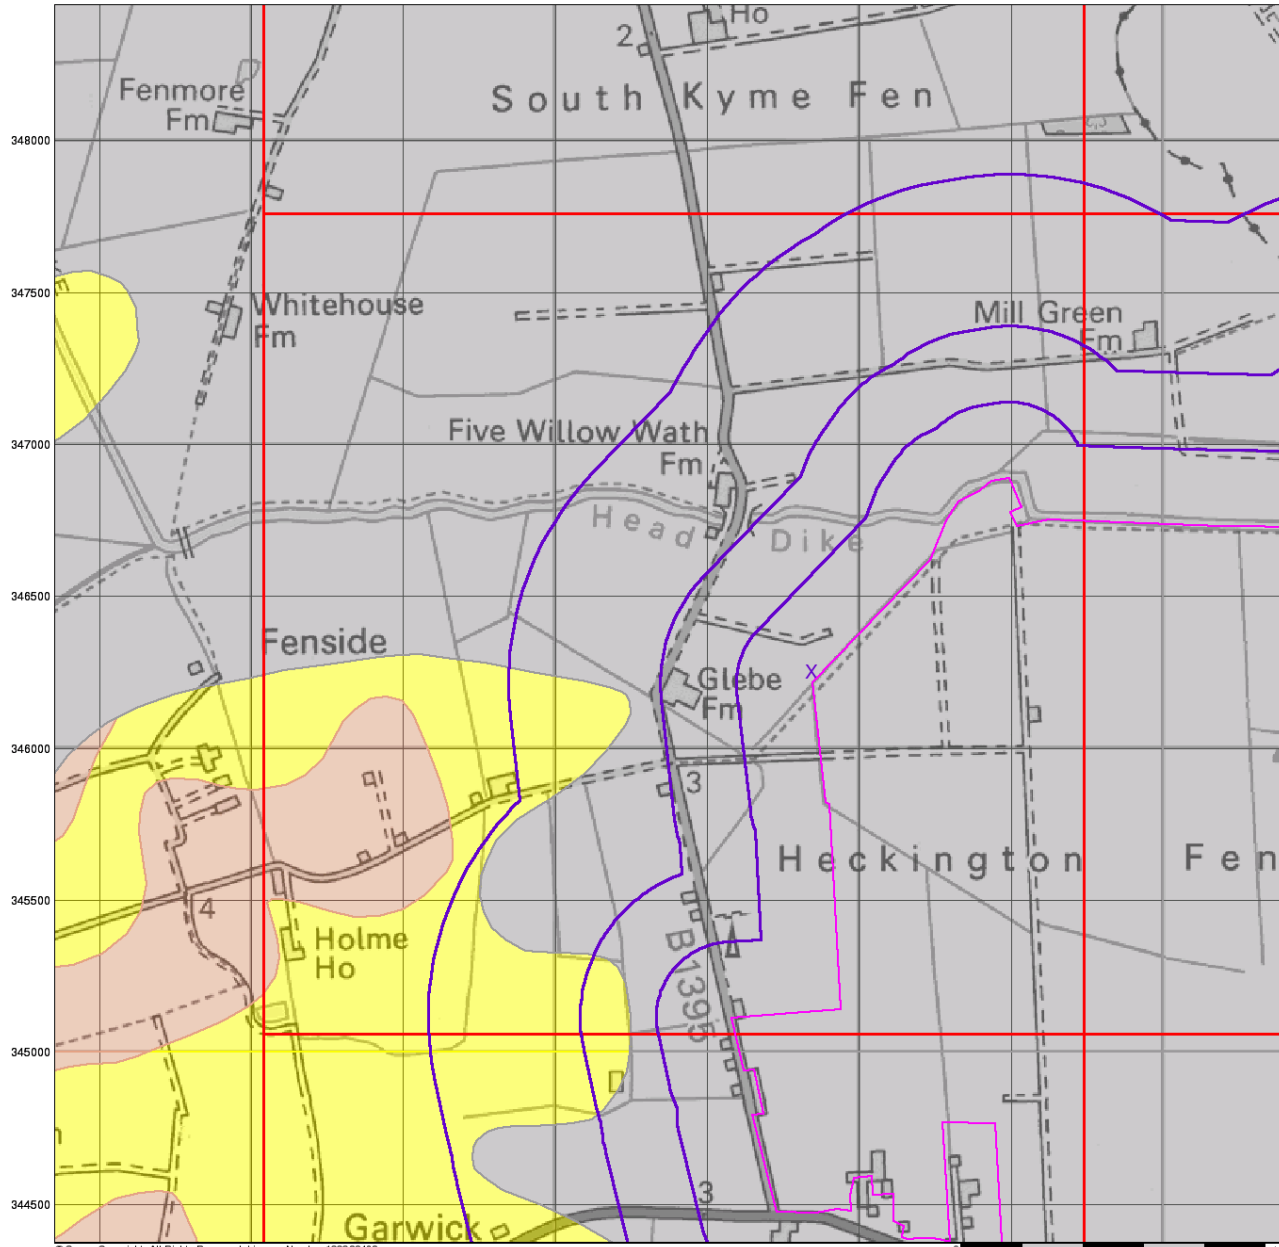 Ho
2
Fenmore
Fm
South Kyme Fen
348000
347500
Whitehouse
Fm
Mill Green
Fm
347000
Five Willow Wath
Fm
Head Dike
346500
Fenside
x
Glebe
Fm
346000
3
Heckington Fen
345500
4
Holme
Ho
B 1395
345000
344500
3
Garwick